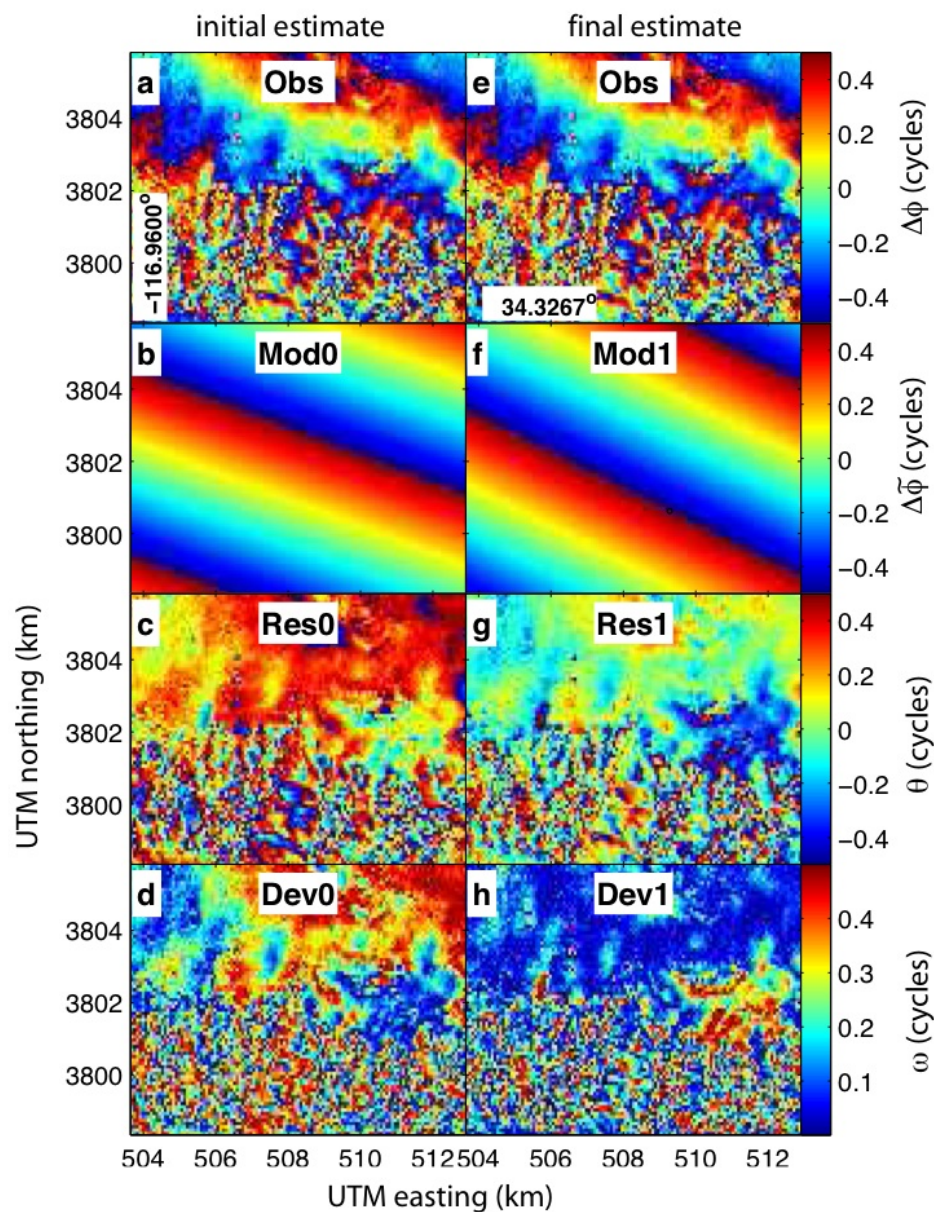 initial estimate
final estimate
a
Obs
e
Obs
0.4
0.2
0
−0.2
−0.4
Δϕ (cycles)
3804
3802
3800
−116.9600°
34.3267°
b
Mod0
f
Mod1
0.4
0.2
0
−0.2
−0.4
Δϕ̃ (cycles)
3804
3802
3800
c
Res0
g
Res1
0.4
0.2
0
−0.2
−0.4
θ (cycles)
3804
3802
3800
UTM northing (km)
d
Dev0
h
Dev1
0.4
0.3
0.2
0.1
ω (cycles)
3804
3802
3800
504 506 508 510 512504 506 508 510 512
UTM easting (km)